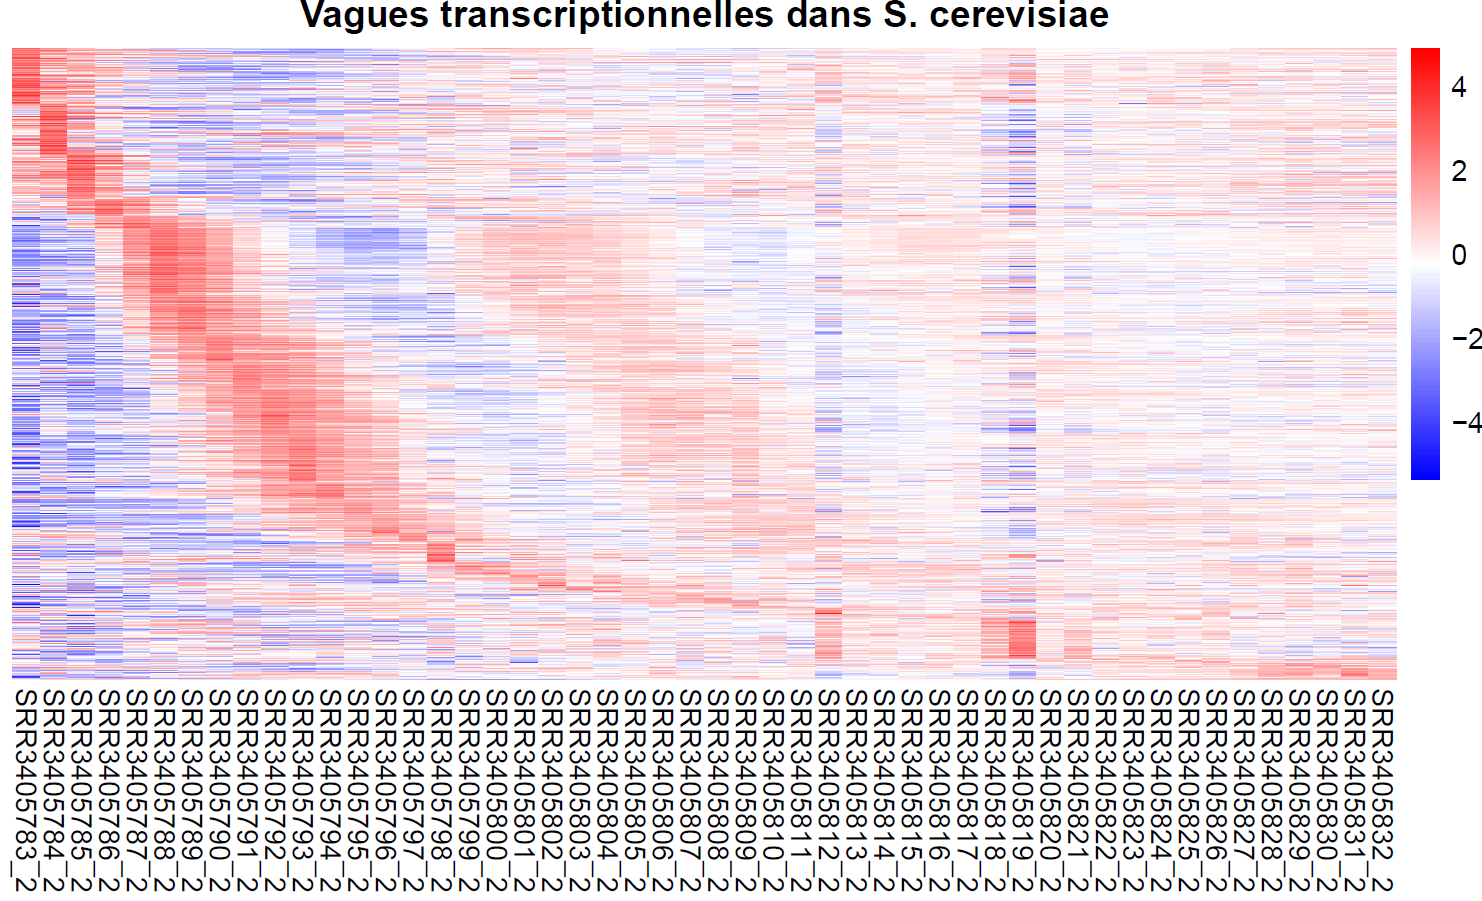 Vagues transcriptionnelles dans S. cerevisiae
4
2
0
−2
−4
SRR3405783_2
SRR3405784_2
SRR3405785_2
SRR3405786_2
SRR3405787_2
SRR3405788_2
SRR3405789_2
SRR3405790_2
SRR3405791_2
SRR3405792_2
SRR3405793_2
SRR3405794_2
SRR3405795_2
SRR3405796_2
SRR3405797_2
SRR3405798_2
SRR3405799_2
SRR3405800_2
SRR3405801_2
SRR3405802_2
SRR3405803_2
SRR3405804_2
SRR3405805_2
SRR3405806_2
SRR3405807_2
SRR3405808_2
SRR3405809_2
SRR3405810_2
SRR3405811_2
SRR3405812_2
SRR3405813_2
SRR3405814_2
SRR3405815_2
SRR3405816_2
SRR3405817_2
SRR3405818_2
SRR3405819_2
SRR3405820_2
SRR3405821_2
SRR3405822_2
SRR3405823_2
SRR3405824_2
SRR3405825_2
SRR3405826_2
SRR3405827_2
SRR3405828_2
SRR3405829_2
SRR3405830_2
SRR3405831_2
SRR3405832_2